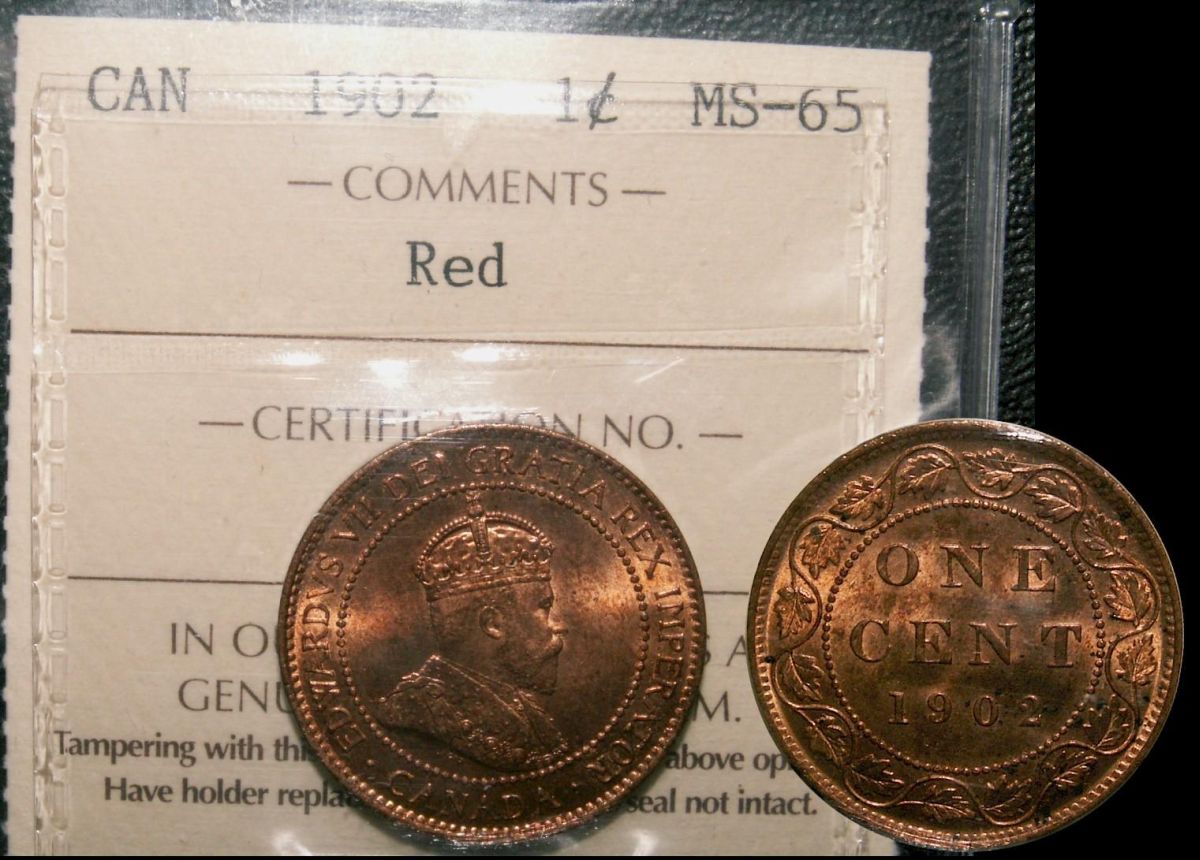 CAN 1902 1¢ MS-65
— COMMENTS —
Red
— CERTIFICATION NO. —
IN O
GENU
M.
Tampering with thi above op
Have holder repla seal not intact.
EDWARDVS VII DEI GRATIA REX IMPERATOR
CANADA
ONE
CENT
1902